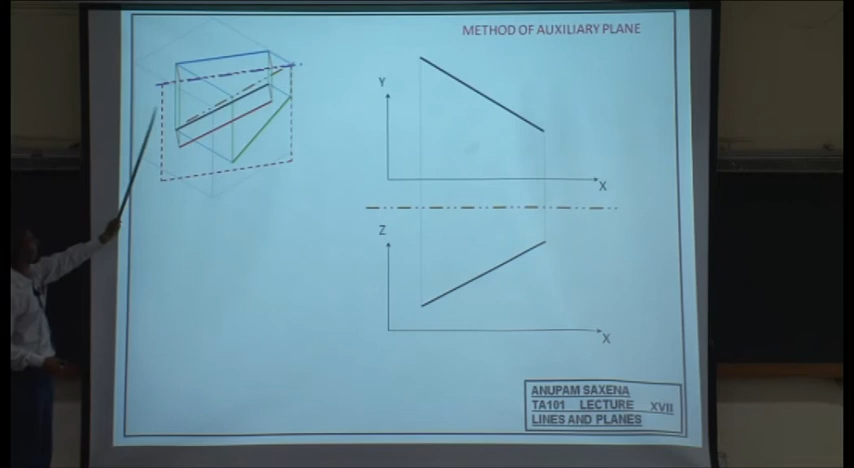 METHOD OF AUXILIARY PLANE
Y
X
Z
X
ANUPAM SAXENA
TA101 LECTURE XVII
LINES AND PLANES